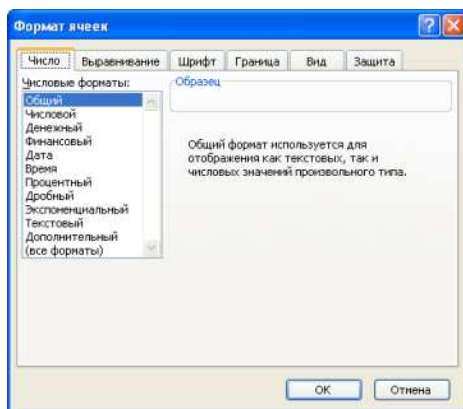 Формат ячеек
Число Выравнивание Шрифт Граница Вид Защита
Числовые форматы:
Образец
Общий
Числовой
Денежный
Финансовый
Дата
Время
Процентный
Дробный
Экспоненциальный
Текстовый
Дополнительный
(все форматы)
Общий формат используется для
отображения как текстовых, так и
числовых значений произвольного типа.
ОК Отмена